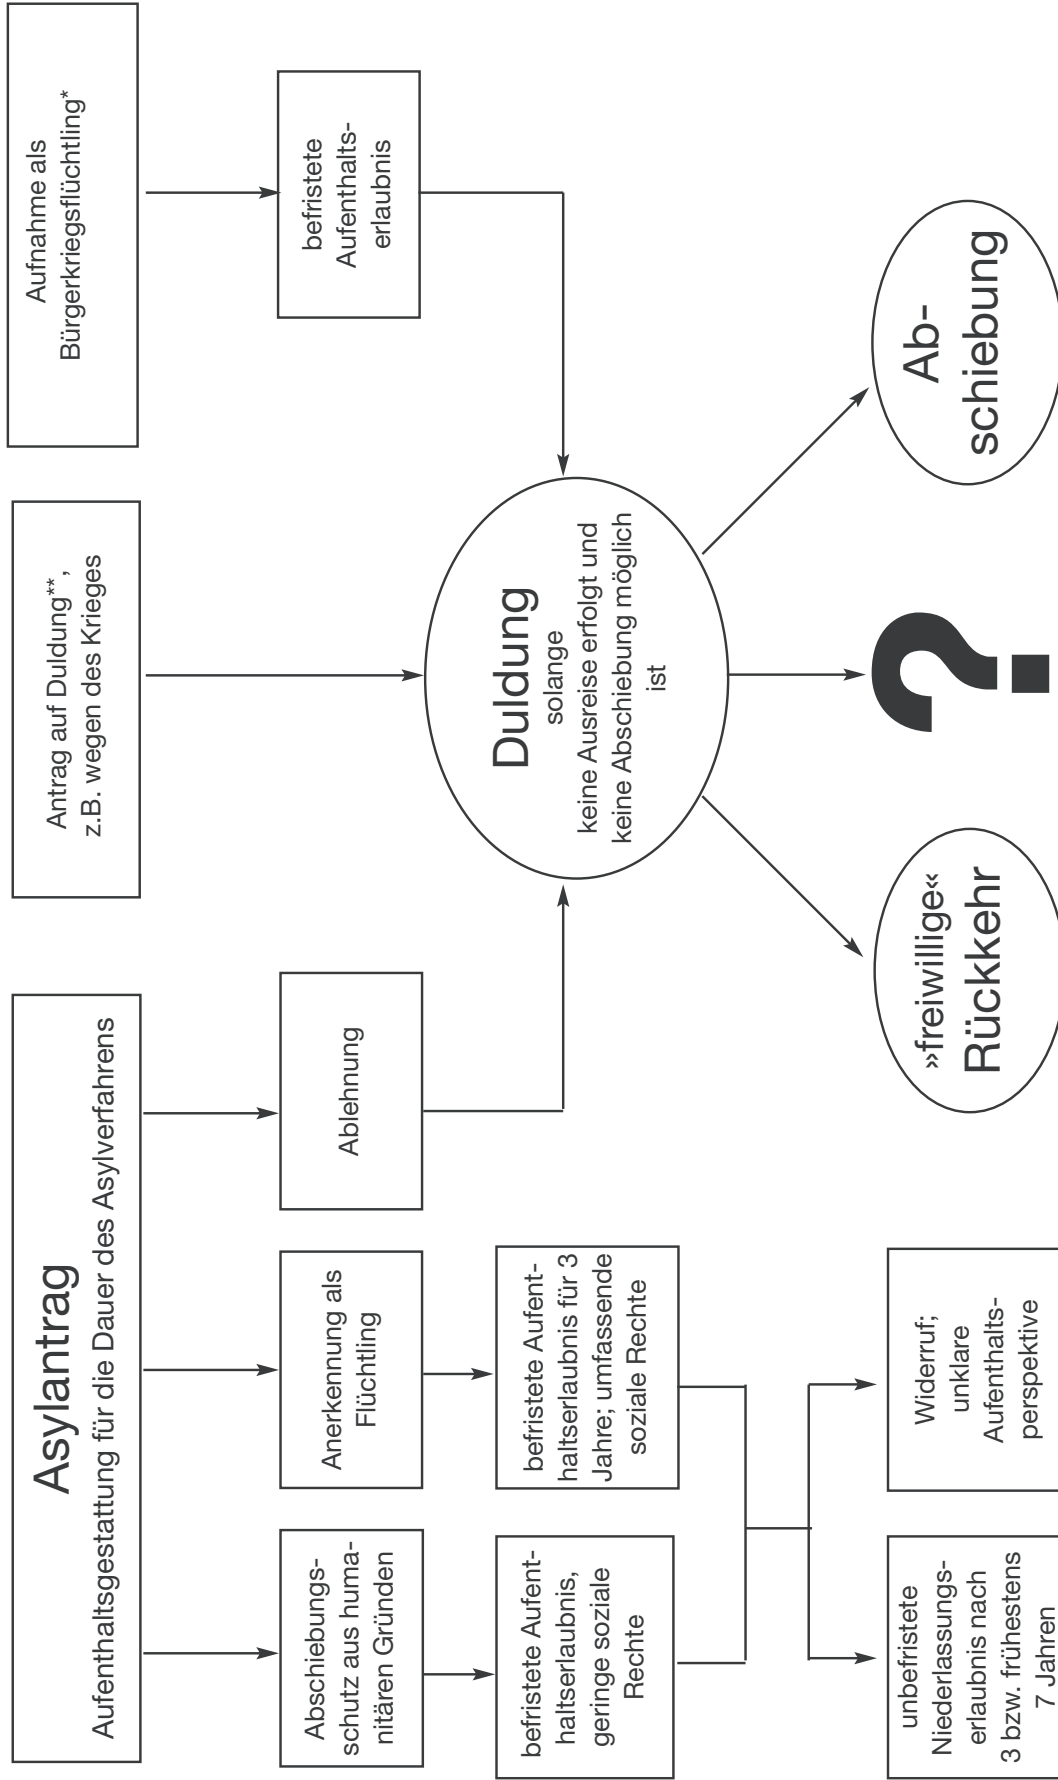 Asylantrag
Aufenthaltsgestattung für die Dauer des Asylverfahrens
Antrag auf Duldung**,
z.B. wegen des Krieges
Aufnahme als
Bürgerkriegsflüchtling*
Abschiebungs-
schutz aus huma-
nitären Gründen
Anerkennung als
Flüchtling
Ablehnung
befristete
Aufenthalts-
erlaubnis
befristete Aufent-
haltserlaubnis,
geringe soziale
Rechte
befristete Aufent-
haltserlaubnis für 3
Jahre; umfassende
soziale Rechte
Duldung
solange
keine Ausreise erfolgt und
keine Abschiebung möglich
ist
unbefristete
Niederlassungs-
erlaubnis nach
3 bzw. frühestens
7 Jahren
Widerruf;
unklare
Aufenthalts-
perspektive
»freiwillige«
Rückkehr
?
Ab-
schiebung